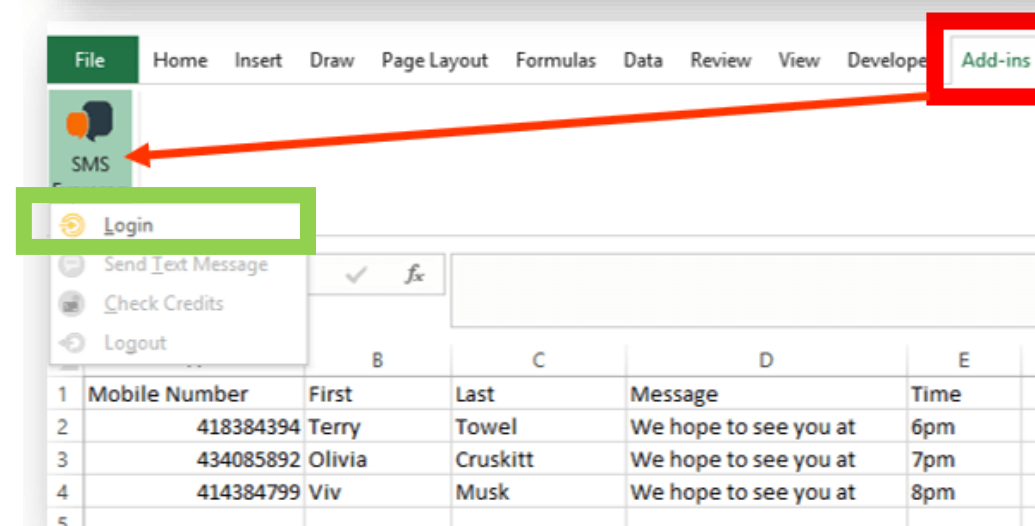 File Home Insert Draw Page Layout Formulas Data Review View Develope Add-ins
SMS
Login
Send Text Message
Check Credits
Logout
fx
B C D E
1 Mobile Number First Last Message Time
2 418384394 Terry Towel We hope to see you at 6pm
3 434085892 Olivia Cruskitt We hope to see you at 7pm
4 414384799 Viv Musk We hope to see you at 8pm
5